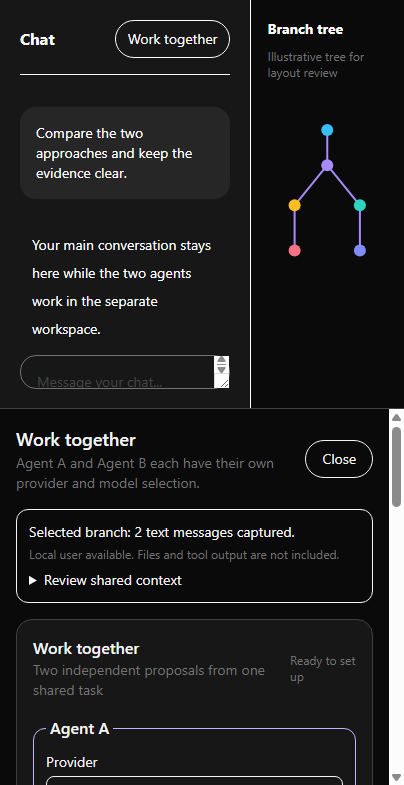 Chat
Work together
Compare the two
approaches and keep the
evidence clear.
Your main conversation stays
here while the two agents
work in the separate
workspace.
Message your chat...
Branch tree
Illustrative tree for
layout review
Work together
Agent A and Agent B each have their own
provider and model selection.
Close
Selected branch: 2 text messages captured.
Local user available. Files and tool output are not included.
Review shared context
Work together
Two independent proposals from one
shared task
Ready to set
up
Agent A
Provider